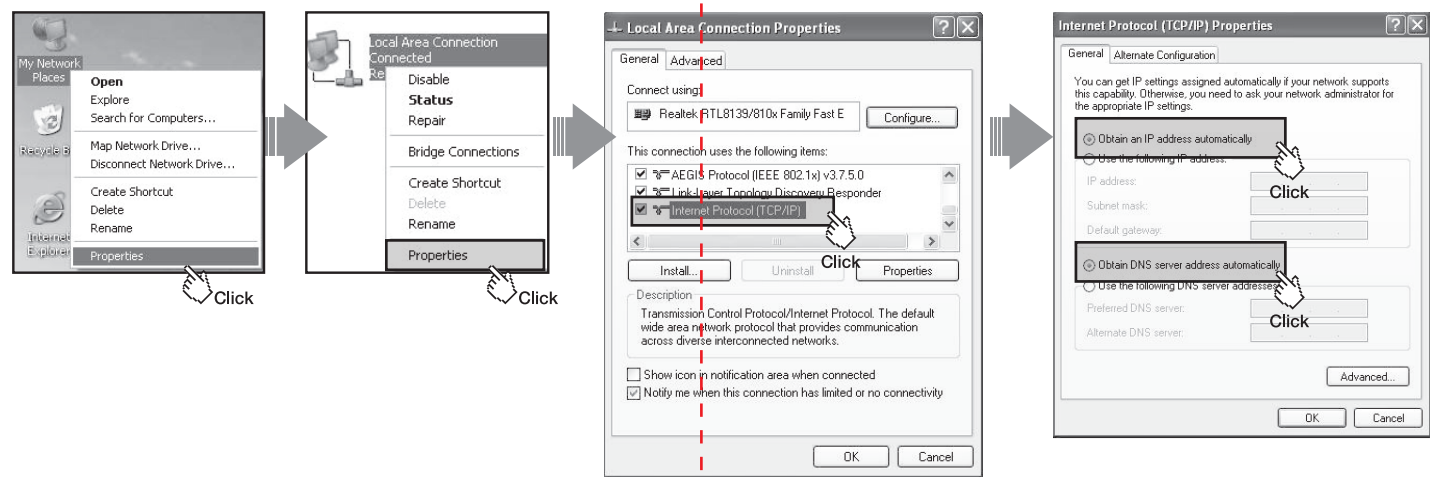 My Network
Places
Recycle B
Internet
Explorer
Open
Explore
Search for Computers...
Map Network Drive...
Disconnect Network Drive...
Create Shortcut
Delete
Rename
Properties
Click
Local Area Connection
Connected
Re
Disable
Status
Repair
Bridge Connections
Create Shortcut
Delete
Rename
Properties
Click
Local Area Connection Properties
General
Advanced
Connect using:
Realtek RTL8139/810x Family Fast E
Configure...
This connection uses the following items:
AEGIS Protocol (IEEE 802.1x) v3.7.5.0
Link-Layer Topology Discovery Responder
Internet Protocol (TCP/IP)
Click
Install...
Uninstall
Properties
Description
Transmission Control Protocol/Internet Protocol. The default
wide area network protocol that provides communication
across diverse interconnected networks.
Show icon in notification area when connected
Notify me when this connection has limited or no connectivity
OK
Cancel
Internet Protocol (TCP/IP) Properties
General
Alternate Configuration
You can get IP settings assigned automatically if your network supports
this capability. Otherwise, you need to ask your network administrator for
the appropriate IP settings.
Obtain an IP address automatically
Use the following IP address:
Click
IP address:
Subnet mask:
Default gateway:
Obtain DNS server address automatically
Use the following DNS server addresses:
Click
Preferred DNS server:
Alternate DNS server:
Advanced...
OK
Cancel